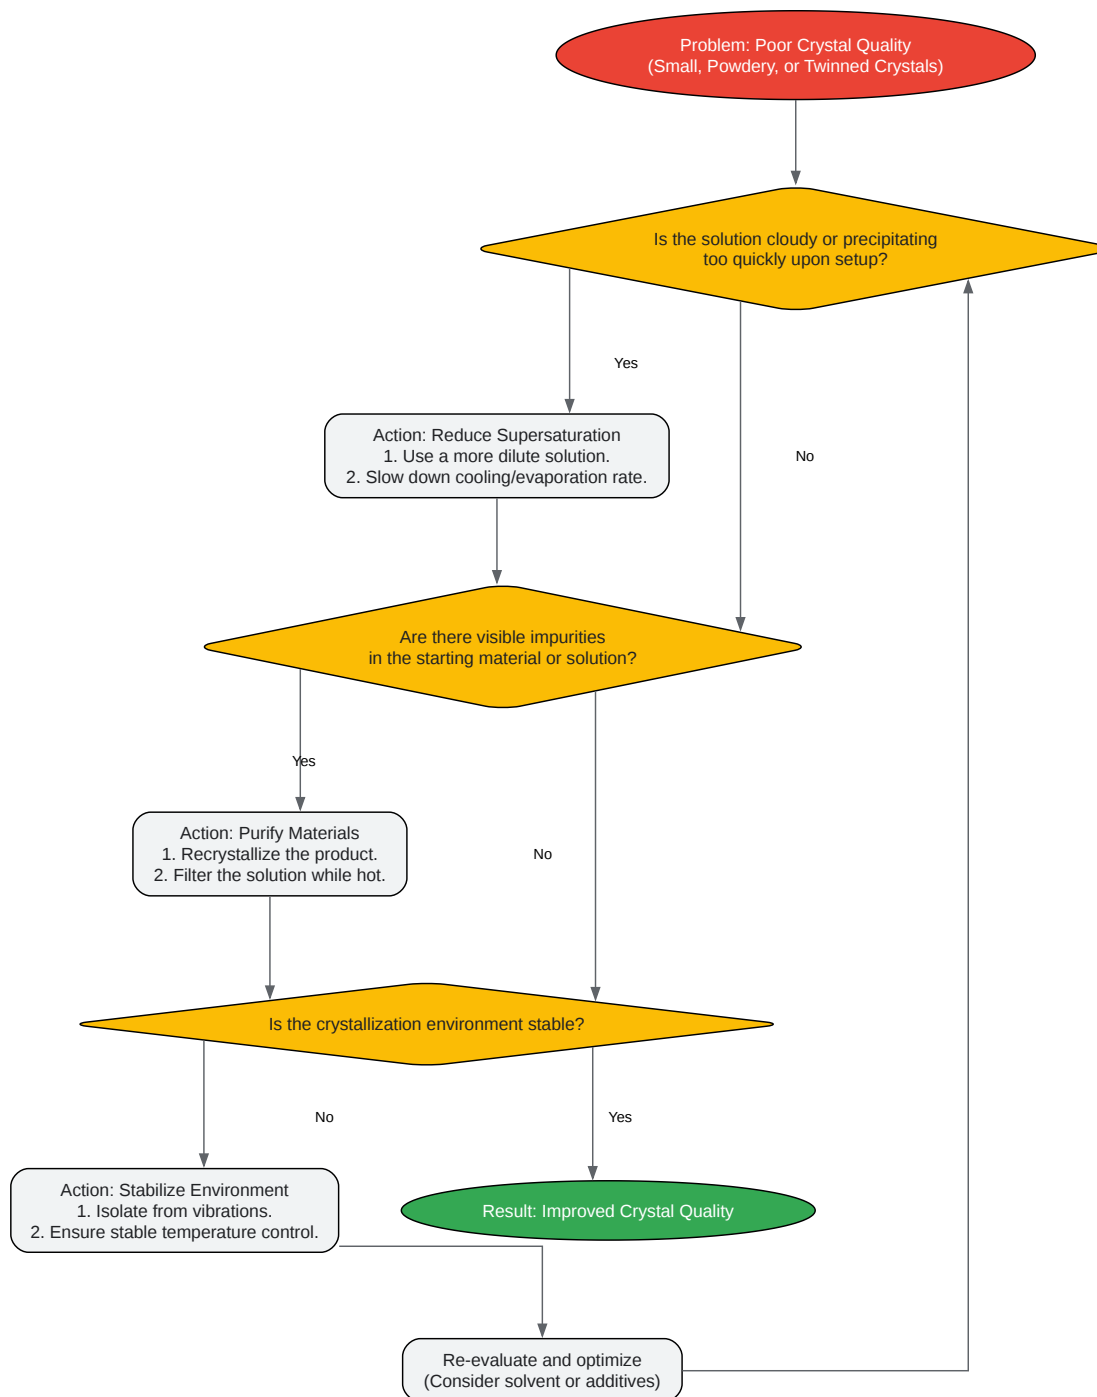 Problem: Poor Crystal Quality
(Small, Powdery, or Twinned Crystals)
Is the solution cloudy or precipitating
too quickly upon setup?
Yes
Action: Reduce Supersaturation
1. Use a more dilute solution.
2. Slow down cooling/evaporation rate.
No
Are there visible impurities
in the starting material or solution?
Yes
Action: Purify Materials
1. Recrystallize the product.
2. Filter the solution while hot.
No
Is the crystallization environment stable?
No
Yes
Action: Stabilize Environment
1. Isolate from vibrations.
2. Ensure stable temperature control.
Result: Improved Crystal Quality
Re-evaluate and optimize
(Consider solvent or additives)